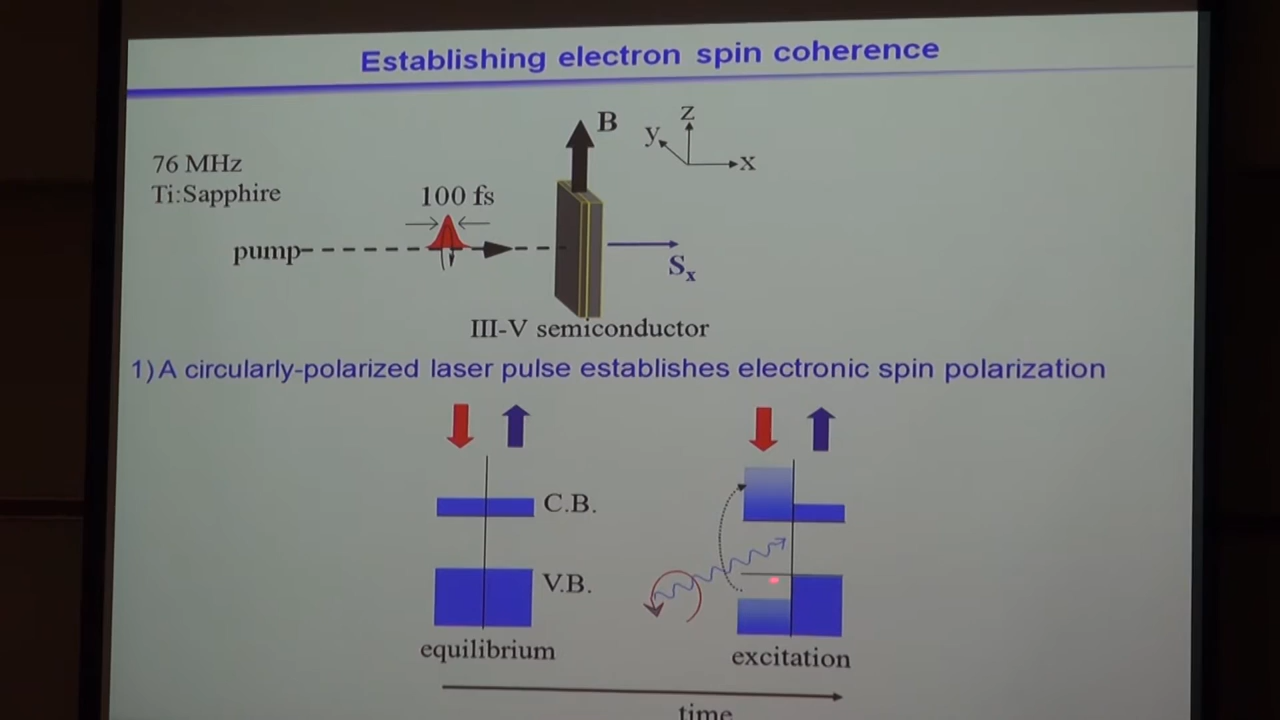 Establishing electron spin coherence
B
z
y
x
76 MHz
Ti:Sapphire
100 fs
pump
Sx
III-V semiconductor
1) A circularly-polarized laser pulse establishes electronic spin polarization
C.B.
V.B.
equilibrium
excitation
time